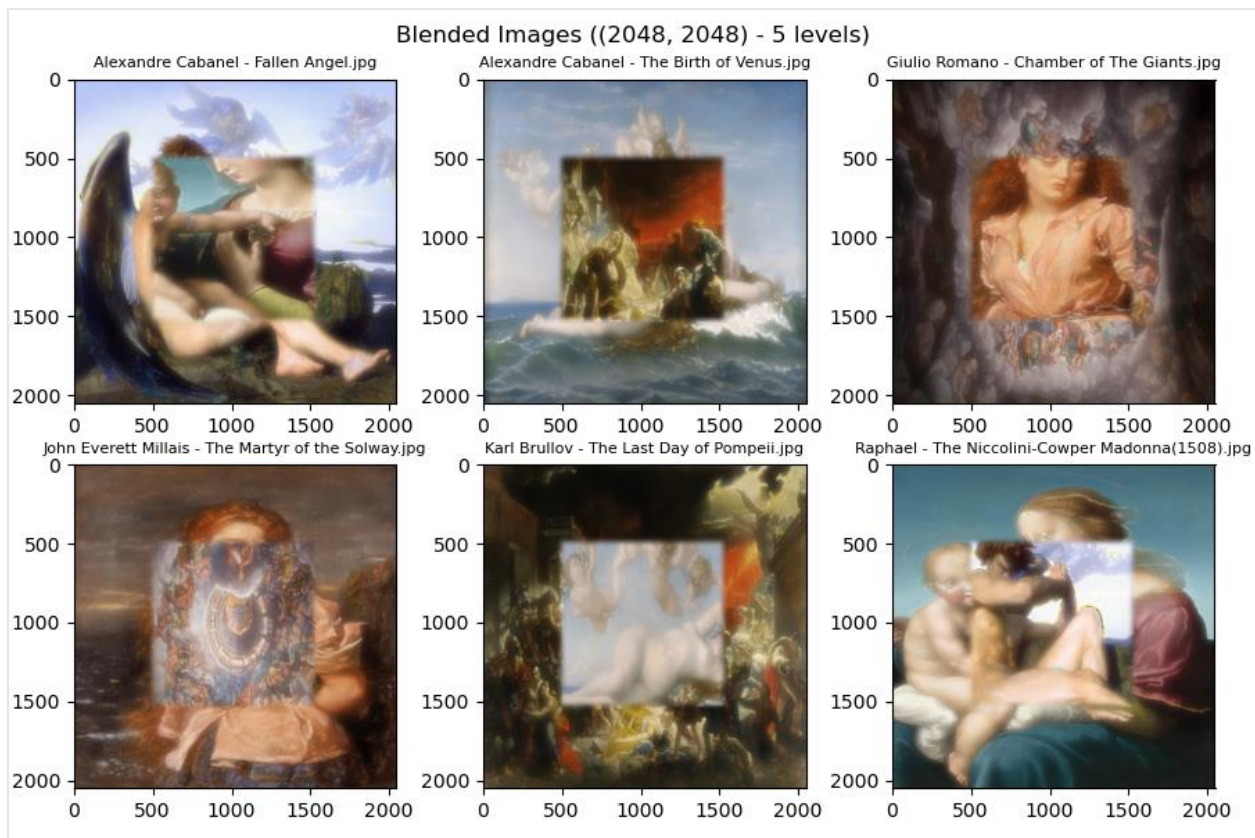 Blended Images ((2048, 2048) - 5 levels)
Alexandre Cabanel - Fallen Angel.jpg
Alexandre Cabanel - The Birth of Venus.jpg
Giulio Romano - Chamber of The Giants.jpg
0
500
1000
1500
2000
0 500 1000 1500 2000
0
500
1000
1500
2000
0 500 1000 1500 2000
0
500
1000
1500
2000
0 500 1000 1500 2000
John Everett Millais - The Martyr of the Solway.jpg
Karl Brullov - The Last Day of Pompeii.jpg
Raphael - The Niccolini-Cowper Madonna(1508).jpg
0
500
1000
1500
2000
0 500 1000 1500 2000
0
500
1000
1500
2000
0 500 1000 1500 2000
0
500
1000
1500
2000
0 500 1000 1500 2000